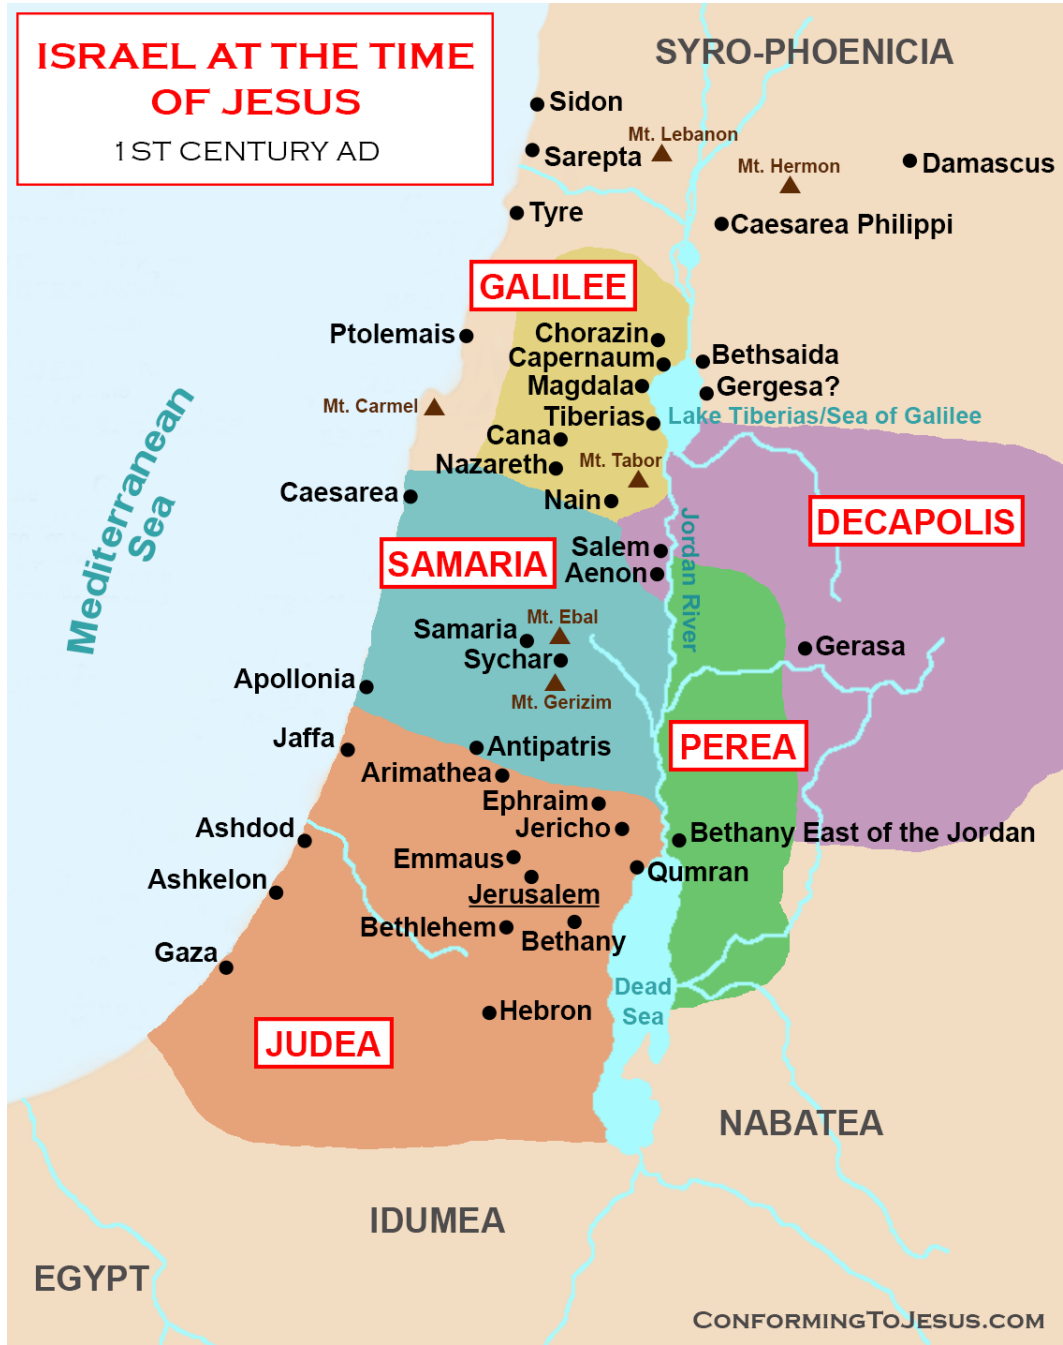 ISRAEL AT THE TIME
OF JESUS
1ST CENTURY AD
SYRO-PHOENICIA
Sidon
Mt. Lebanon
Sarepta
Mt. Hermon
Damascus
Tyre
Caesarea Philippi
GALILEE
Ptolemais
Chorazin
Capernaum
Bethsaida
Magdala
Gergesa?
Mt. Carmel
Tiberias
Lake Tiberias/Sea of Galilee
Cana
Nazareth
Mt. Tabor
Mediterranean
Sea
Caesarea
Nain
DECAPOLIS
Jordan River
SAMARIA
Salem
Aenon
Mt. Ebal
Samaria
Sychar
Gerasa
Apollonia
Mt. Gerizim
Jaffa
Antipatris
PEREA
Arimathea
Ephraim
Ashdod
Jericho
Bethany East of the Jordan
Emmaus
Qumran
Ashkelon
Jerusalem
Bethlehem
Bethany
Gaza
Dead
Sea
Hebron
JUDEA
NABATEA
IDUMEA
EGYPT
CONFORMINGTOJESUS.COM